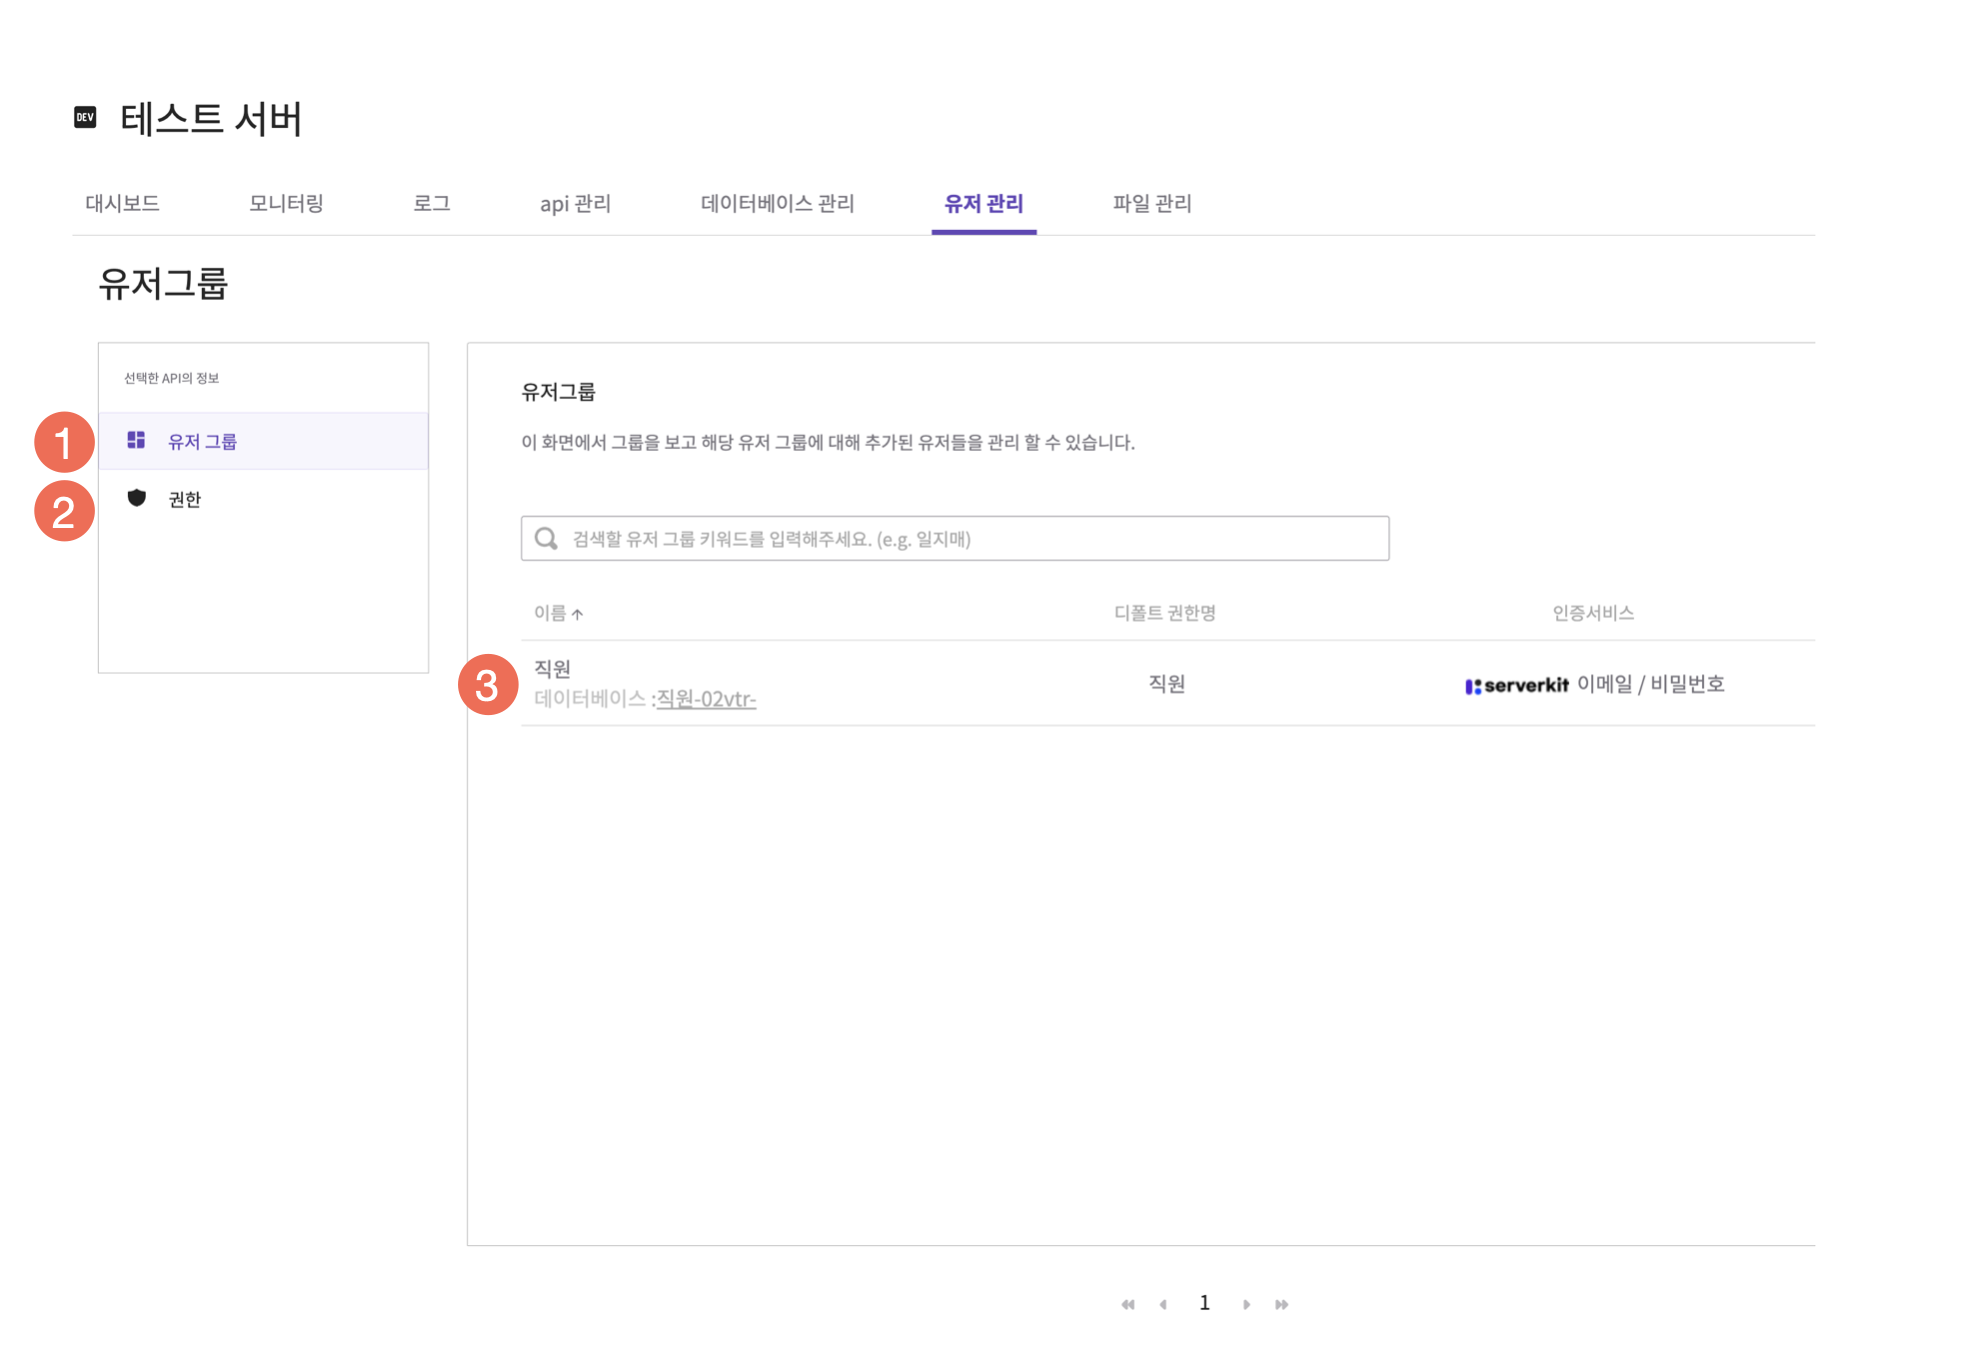 DEV 테스트 서버
대시보드 모니터링 로그 api 관리 데이터베이스 관리 유저 관리 파일 관리
유저그룹
선택한 API의 정보
1 유저 그룹
2 권한
유저그룹
이 화면에서 그룹을 보고 해당 유저 그룹에 대해 추가된 유저들을 관리 할 수 있습니다.
검색할 유저 그룹 키워드를 입력해주세요. (e.g. 일지매)
이름 ↑ 디폴트 권한명 인증서비스
3 직원
데이터베이스 :직원-02vtr-
직원
serverkit 이메일 / 비밀번호
1